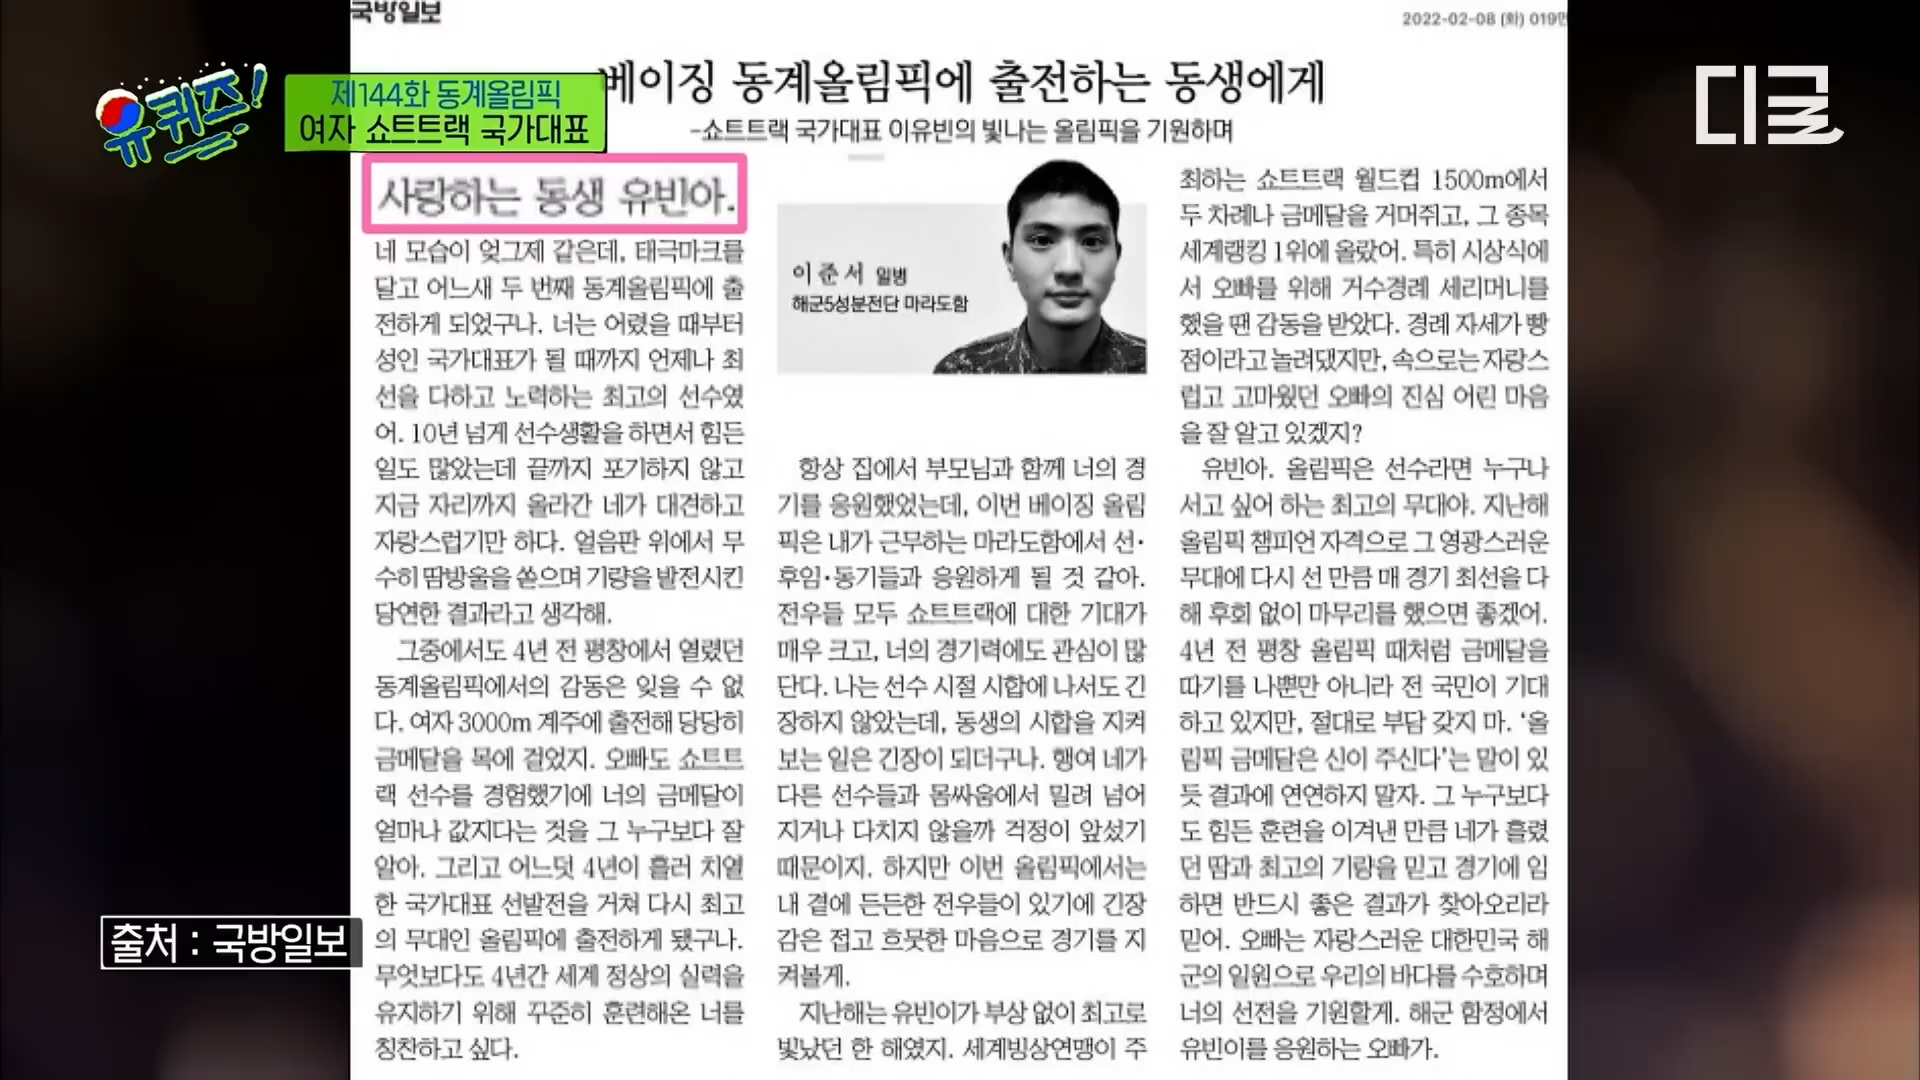 국방일보
2022-02-08 (화) 019면
유퀴즈!
제144화 동계올림픽
여자 쇼트트랙 국가대표
디글
베이징 동계올림픽에 출전하는 동생에게
-쇼트트랙 국가대표 이유빈의 빛나는 올림픽을 기원하며
사랑하는 동생 유빈아.
네 모습이 엊그제 같은데, 태극마크를
달고 어느새 두 번째 동계올림픽에 출
전하게 되었구나. 너는 어렸을 때부터
성인 국가대표가 될 때까지 언제나 최
선을 다하고 노력하는 최고의 선수였
어. 10년 넘게 선수생활을 하면서 힘든
일도 많았는데 끝까지 포기하지 않고
지금 자리까지 올라간 네가 대견하고
자랑스럽기만 하다. 얼음판 위에서 무
수히 땀방울을 쏟으며 기량을 발전시킨
당연한 결과라고 생각해.
그중에서도 4년 전 평창에서 열렸던
동계올림픽에서의 감동은 잊을 수 없
다. 여자 3000m 계주에 출전해 당당히
금메달을 목에 걸었지. 오빠도 쇼트트
랙 선수를 경험했기에 너의 금메달이
얼마나 값지다는 것을 그 누구보다 잘
알아. 그리고 어느덧 4년이 흘러 치열
한 국가대표 선발전을 거쳐 다시 최고
의 무대인 올림픽에 출전하게 됐구나.
무엇보다도 4년간 세계 정상의 실력을
유지하기 위해 꾸준히 훈련해온 너를
칭찬하고 싶다.
이준서 일병
해군5성분전단 마라도함
항상 집에서 부모님과 함께 너의 경
기를 응원했었는데, 이번 베이징 올림
픽은 내가 근무하는 마라도함에서 선·
후임·동기들과 응원하게 될 것 같아.
전우들 모두 쇼트트랙에 대한 기대가
매우 크고, 너의 경기력에도 관심이 많
단다. 나는 선수 시절 시합에 나서도 긴
장하지 않았는데, 동생의 시합을 지켜
보는 일은 긴장이 되더구나. 행여 네가
다른 선수들과 몸싸움에서 밀려 넘어
지거나 다치지 않을까 걱정이 앞섰기
때문이지. 하지만 이번 올림픽에서는
내 곁에 든든한 전우들이 있기에 긴장
감은 접고 흐뭇한 마음으로 경기를 지
켜볼게.
지난해는 유빈이가 부상 없이 최고로
빛났던 한 해였지. 세계빙상연맹이 주
최하는 쇼트트랙 월드컵 1500m에서
두 차례나 금메달을 거머쥐고, 그 종목
세계랭킹 1위에 올랐어. 특히 시상식에
서 오빠를 위해 거수경례 세리머니를
했을 땐 감동을 받았다. 경례 자세가 빵
점이라고 놀려댔지만, 속으로는 자랑스
럽고 고마웠던 오빠의 진심 어린 마음
을 잘 알고 있겠지?
유빈아. 올림픽은 선수라면 누구나
서고 싶어 하는 최고의 무대야. 지난해
올림픽 챔피언 자격으로 그 영광스러운
무대에 다시 선 만큼 매 경기 최선을 다
해 후회 없이 마무리를 했으면 좋겠어.
4년 전 평창 올림픽 때처럼 금메달을
따기를 나뿐만 아니라 전 국민이 기대
하고 있지만, 절대로 부담 갖지 마. ‘올
림픽 금메달은 신이 주신다’는 말이 있
듯 결과에 연연하지 말자. 그 누구보다
도 힘든 훈련을 이겨낸 만큼 네가 흘렸
던 땀과 최고의 기량을 믿고 경기에 임
하면 반드시 좋은 결과가 찾아오리라
믿어. 오빠는 자랑스러운 대한민국 해
군의 일원으로 우리의 바다를 수호하며
너의 선전을 기원할게. 해군 함정에서
유빈이를 응원하는 오빠가.
출처 : 국방일보